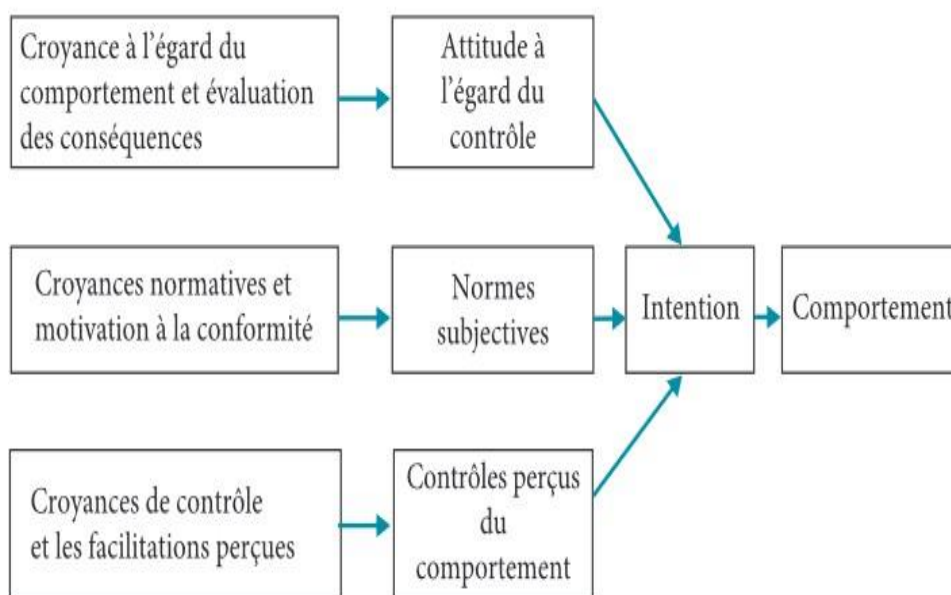 Croyance à l'égard du
comportement et évaluation
des conséquences
Attitude à
l'égard du
contrôle
Croyances normatives et
motivation à la conformité
Normes
subjectives
Intention
Comportement
Croyances de contrôle
et les facilitations perçues
Contrôles perçus
du
comportement